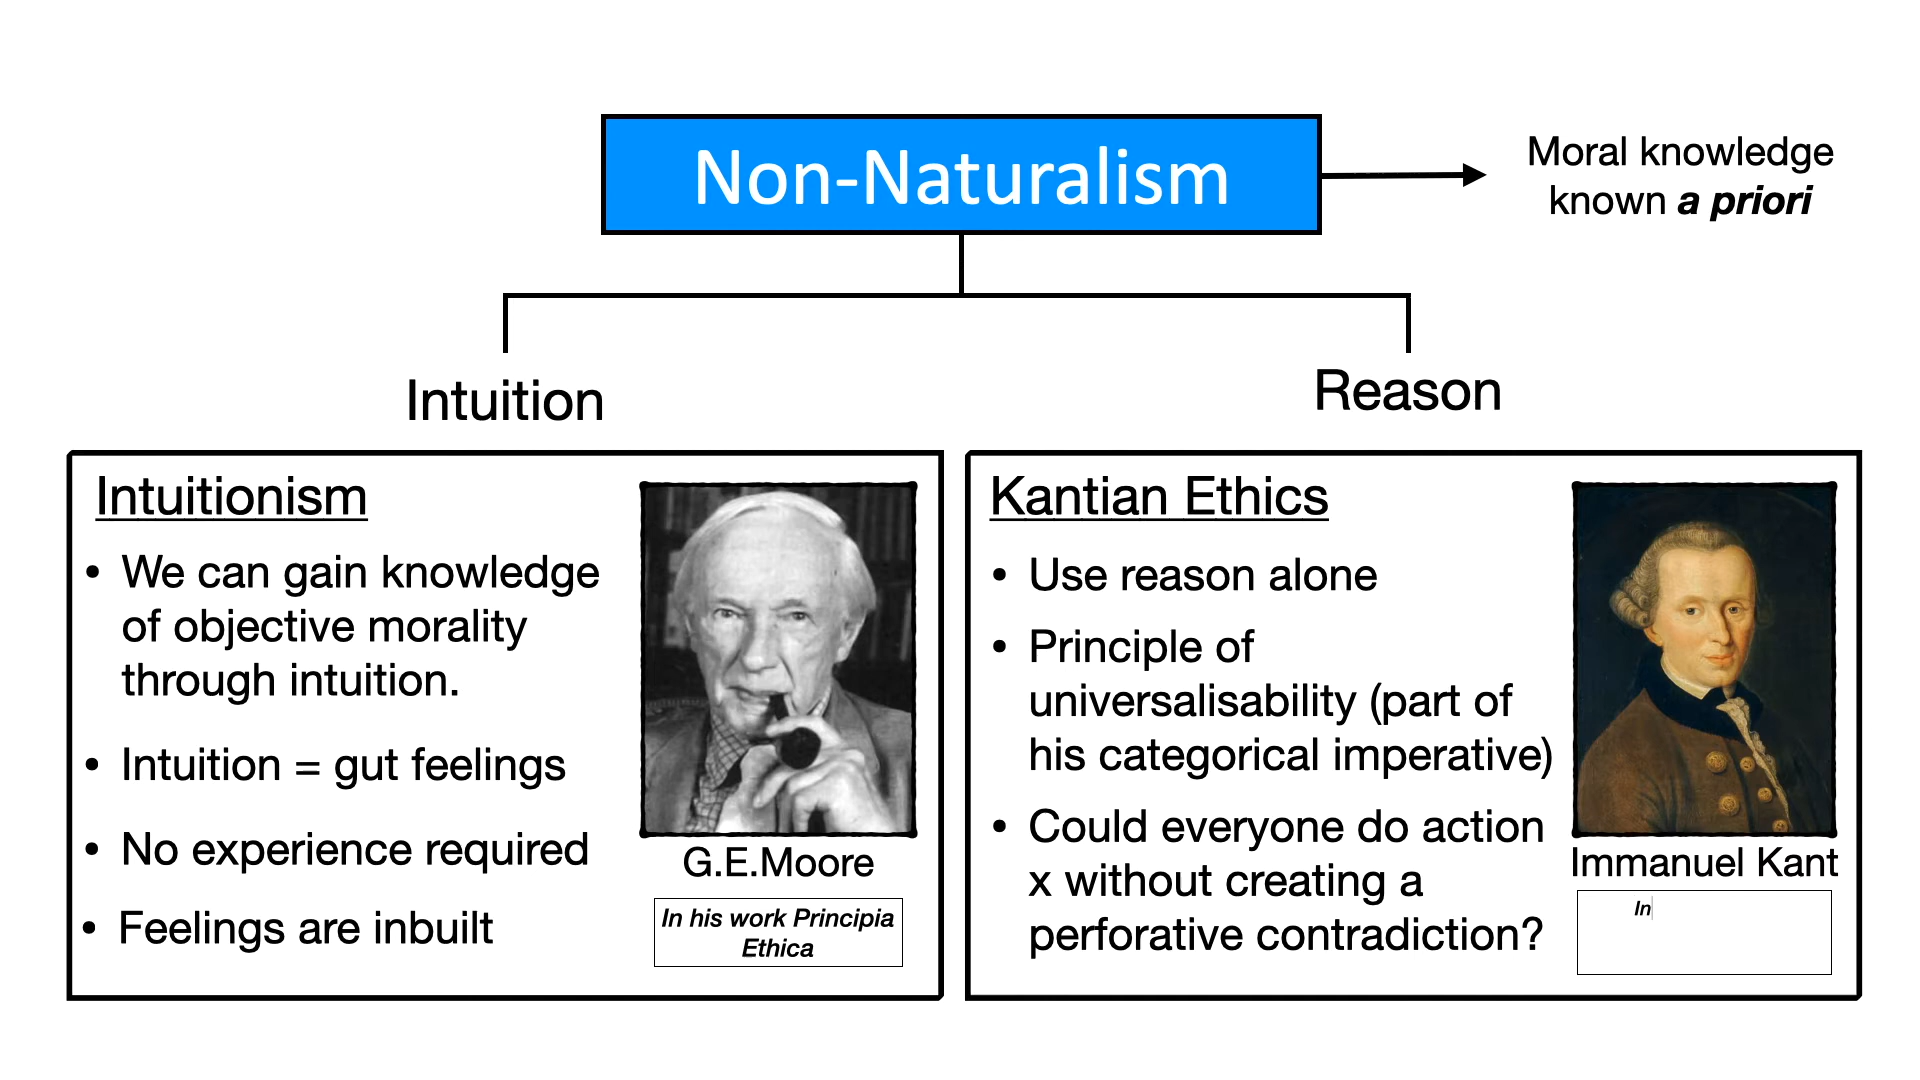 Non-Naturalism
Moral knowledge
known a priori
Intuition
Reason
Intuitionism
• We can gain knowledge
of objective morality
through intuition.
• Intuition = gut feelings
• No experience required
• Feelings are inbuilt
G.E.Moore
In his work Principia
Ethica
Kantian Ethics
• Use reason alone
• Principle of
universalisability (part of
his categorical imperative)
• Could everyone do action
x without creating a
perforative contradiction?
Immanuel Kant
In